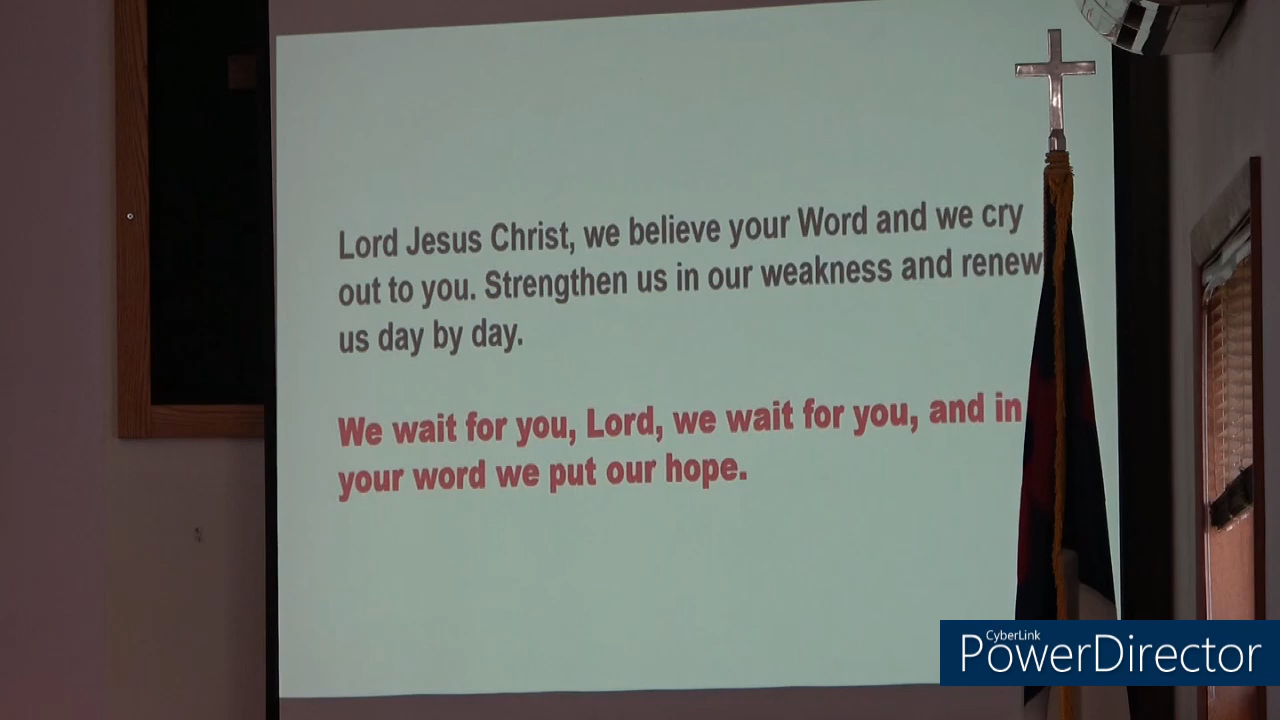 Lord Jesus Christ, we believe your Word and we cry
out to you. Strengthen us in our weakness and renew
us day by day.
We wait for you, Lord, we wait for you, and in
your word we put our hope.
CyberLink
PowerDirector